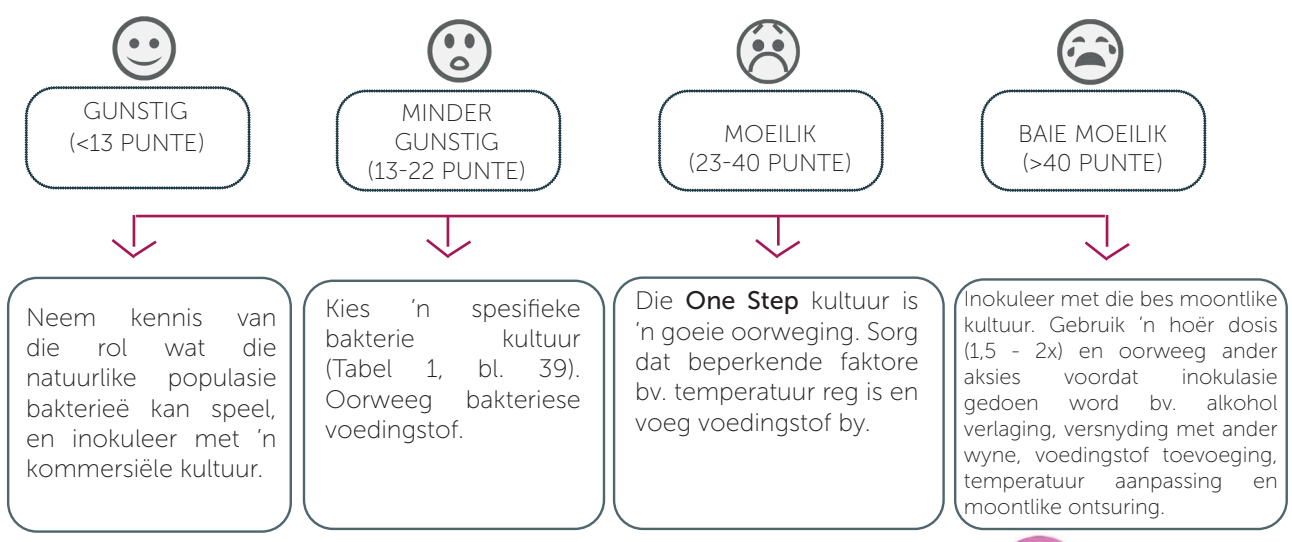 GUNSTIG
(<13 PUNTE)
MINDER
GUNSTIG
(13-22 PUNTE)
MOEILIK
(23-40 PUNTE)
BAIE MOEILIK
(>40 PUNTE)
Neem kennis van
die rol wat die
natuurlike populasie
bakterieë kan speel,
en inokuleer met ’n
kommersiële kultuur.
Kies ’n spesifieke
bakterie kultuur
(Tabel 1, bl. 39).
Oorweeg bakteriese
voedingstof.
Die One Step kultuur is
’n goeie oorweging. Sorg
dat beperkende faktore
bv. temperatuur reg is en
voeg voedingstof by.
Inokuleer met die bes moontlike
kultuur. Gebruik ’n hoër dosis
(1,5 - 2x) en oorweeg ander
aksies voordat inokulasie
gedoen word bv. alkohol
verlaging, versnyding met ander
wyne, voedingstof toevoeging,
temperatuur aanpassing en
moontlike ontsuring.